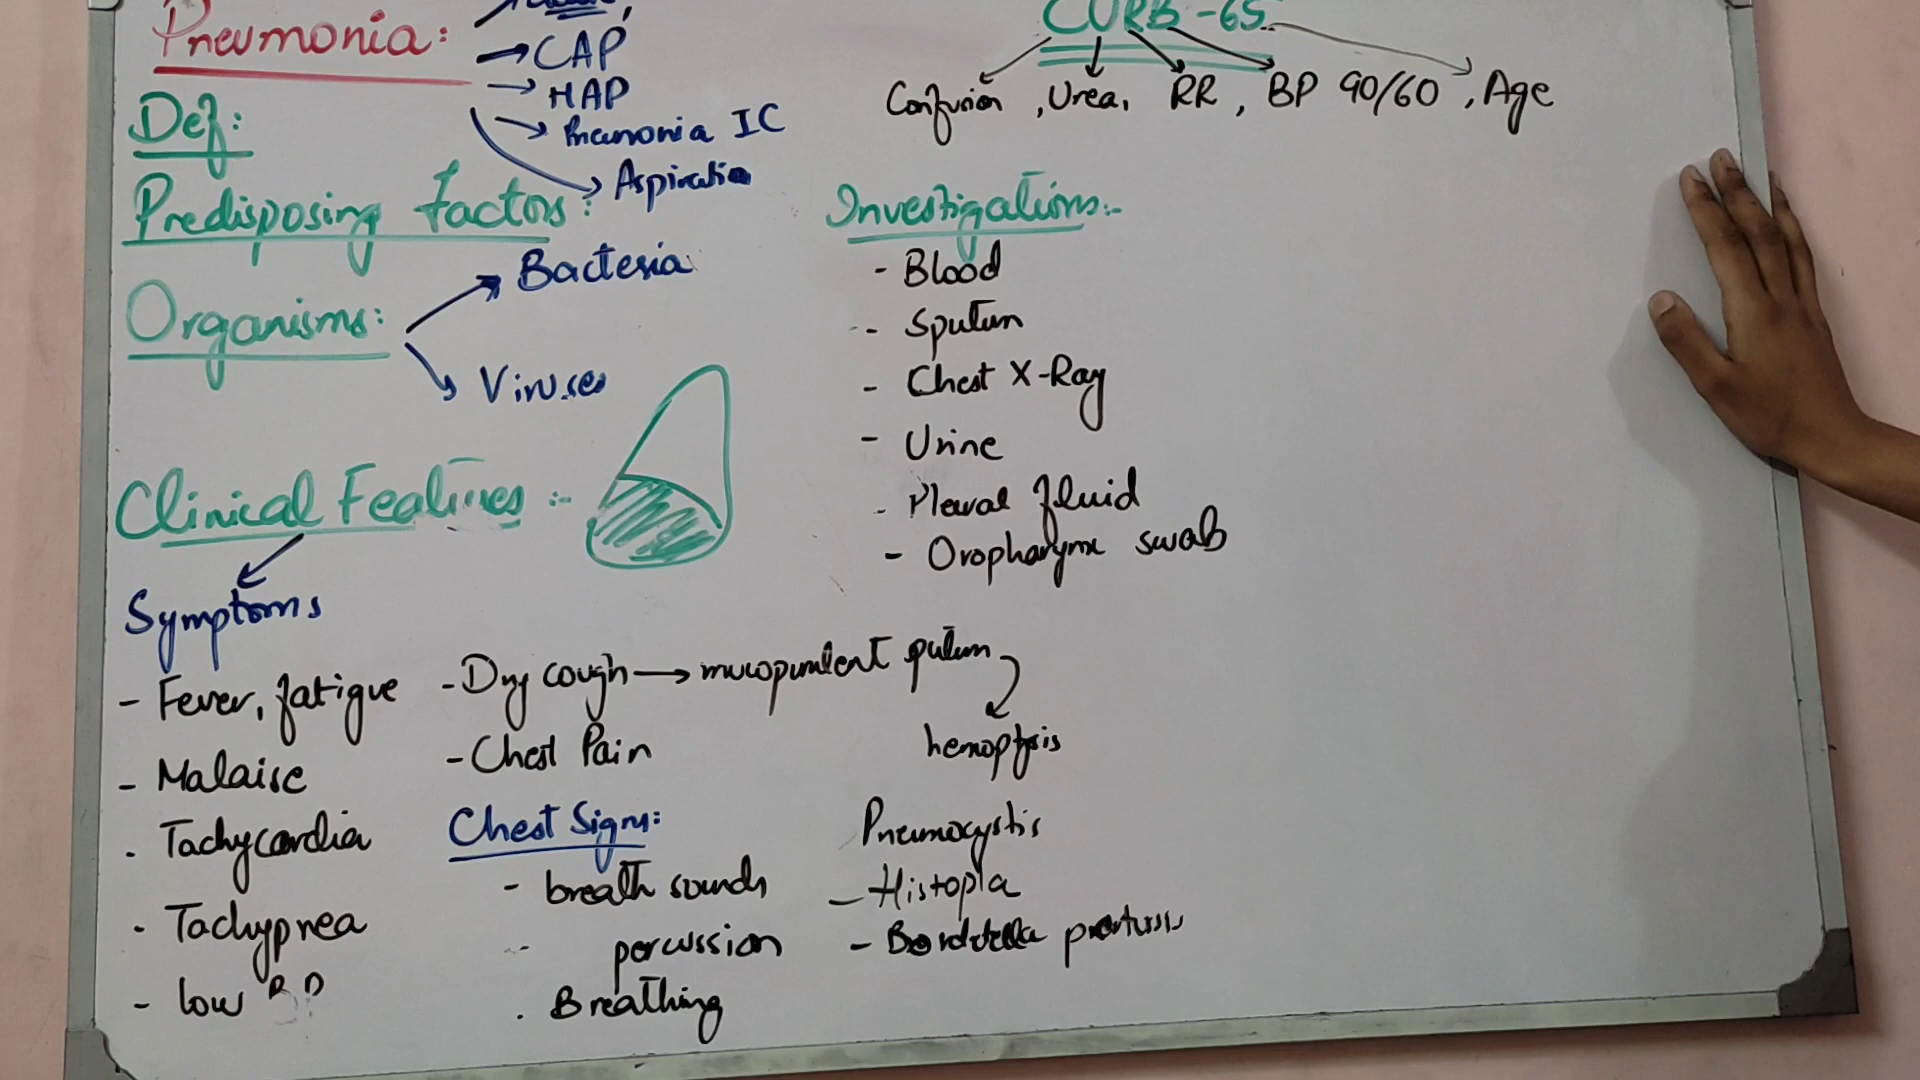 Pneumonia:
CAP
HAP
Pneumonia IC
Aspiration
Def:
Predisposing factors:
Organisms:
Bacteria
Viruses
Clinical Features :-
Symptoms
- Fever, fatigue
- Malaise
- Tachycardia
- Tachypnea
- low BP
- Dry cough → mucopurulent sputum
hemoptysis
- Chest Pain
Chest Signs:
- breath sounds
- percussion
- Breathing
CURB-65
Confusion , Urea, RR , BP 90/60 , Age
Investigations:-
- Blood
- Sputum
- Chest X-Ray
- Urine
- Pleural fluid
- Oropharynx swab
Pneumocystis
- Histopla
- Bordetella